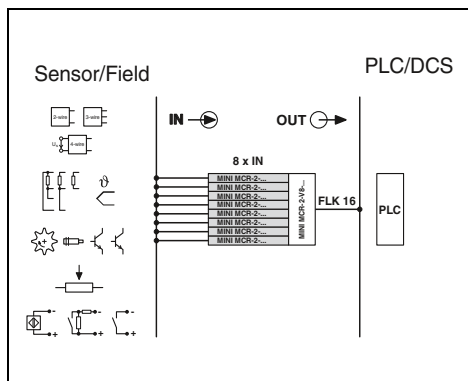 Sensor/Field
PLC/DCS
2-wire
3-wire
4-wire
IN
OUT
8 x IN
MINI MCR-2-...
MINI MCR-2-...
MINI MCR-2-...
MINI MCR-2-...
MINI MCR-2-...
MINI MCR-2-...
MINI MCR-2-...
MINI MCR-2-...
MINI MCR-2-V8-...
FLK 16
PLC
ϑ
+
-
+
-
+
-
+